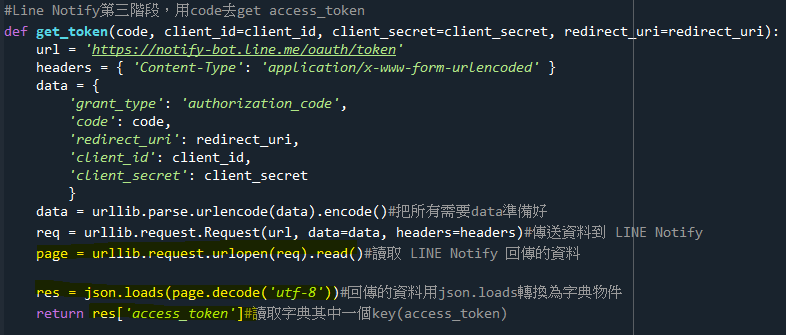 #Line Notify第三階段，用code去get access_token
def get_token(code, client_id=client_id, client_secret=client_secret, redirect_uri=redirect_uri):
    url = 'https://notify-bot.line.me/oauth/token'
    headers = { 'Content-Type': 'application/x-www-form-urlencoded' }
    data = {
        'grant_type': 'authorization_code',
        'code': code,
        'redirect_uri': redirect_uri,
        'client_id': client_id,
        'client_secret': client_secret
        }
    data = urllib.parse.urlencode(data).encode()#把所有需要data準備好
    req = urllib.request.Request(url, data=data, headers=headers)#傳送資料到 LINE Notify
    page = urllib.request.urlopen(req).read()#讀取 LINE Notify 回傳的資料
    res = json.loads(page.decode('utf-8'))#回傳的資料用json.loads轉換為字典物件
    return res['access_token']#讀取字典其中一個key(access_token)